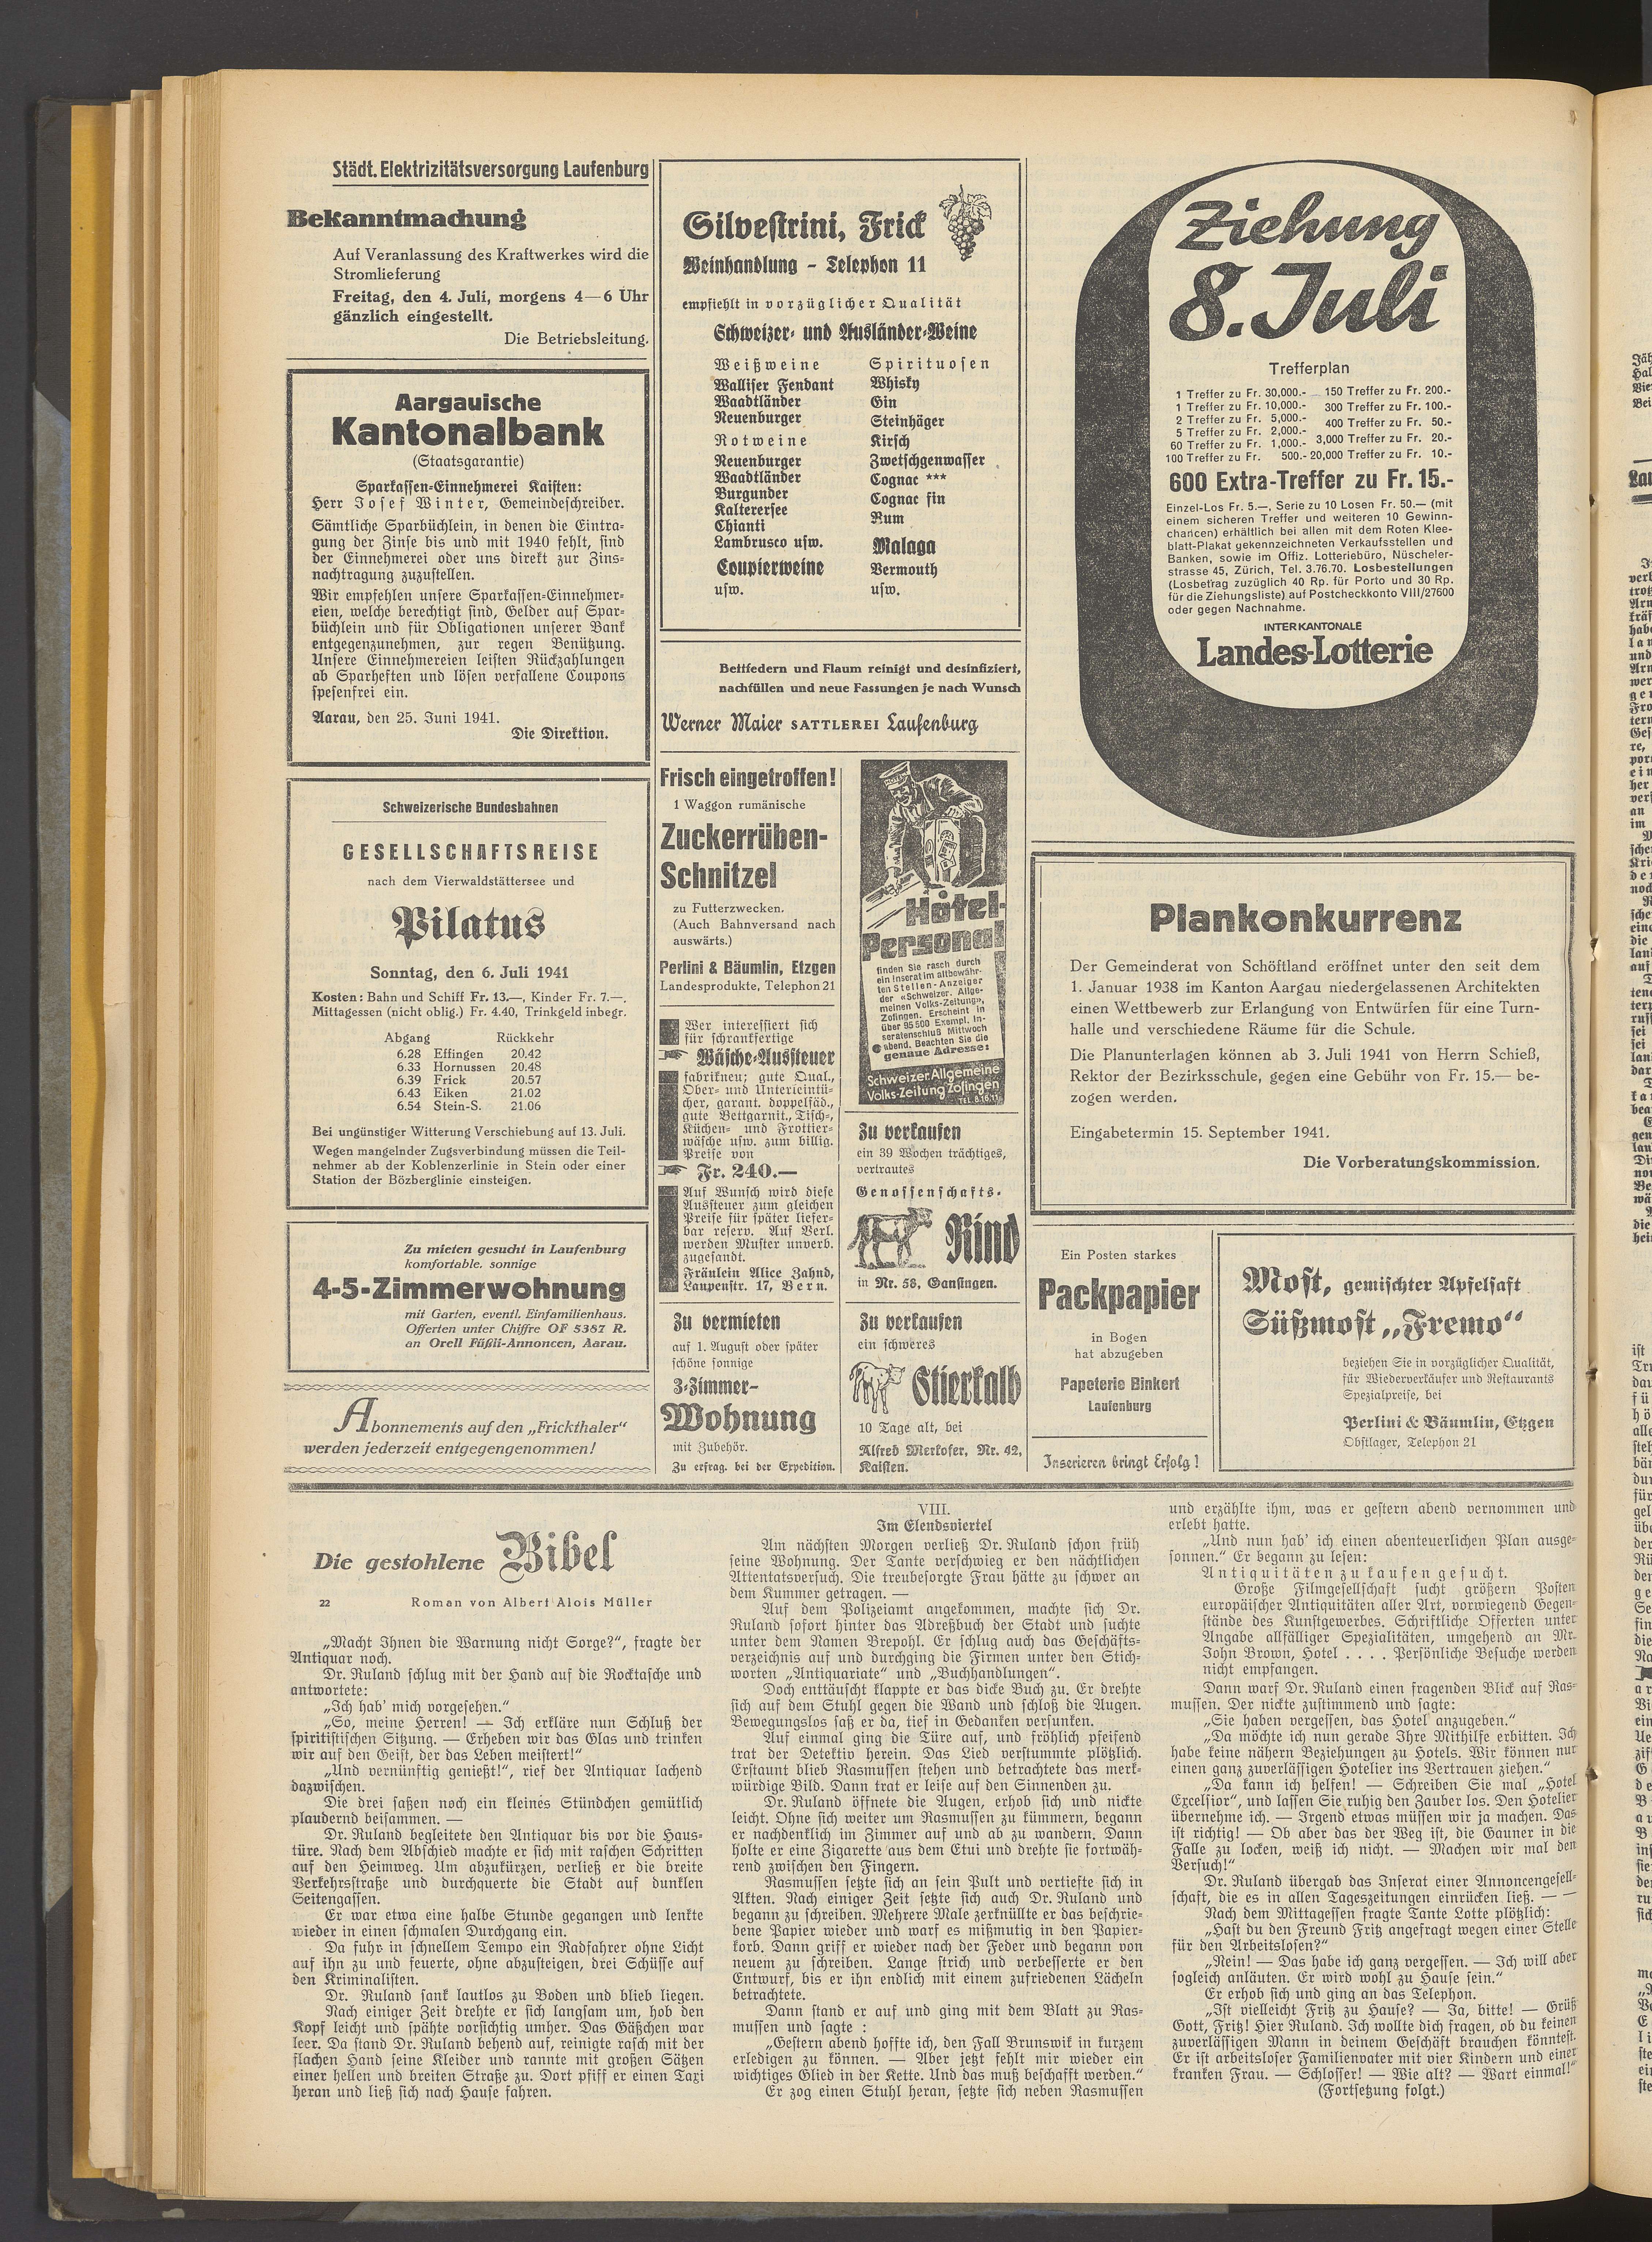 Städt. Elektrizitätsversorgung Laufenburg
Bekanntmachung
Auf Veranlassung des Kraftwerkes wird die
Stromlieferung
Freitag, den 4. Juli, morgens 4—6 Uhr
gänzlich eingestellt.
Die Betriebsleitung.
Aargauische
Kantonalbank
(Staatsgarantie)
Sparkassen-Einnehmerei Kaisten:
Herr Josef Winter, Gemeindeschreiber.
Sämtliche Sparbüchlein, in denen die Eintra-
gung der Zinse bis und mit 1940 fehlt, sind
der Einnehmerei oder uns direkt zur Zins-
nachtragung zuzustellen.
Wir empfehlen unsere Sparkassen-Einnehmer-
eien, welche berechtigt sind, Gelder auf Spar-
büchlein und für Obligationen unserer Bank
entgegenzunehmen, zur regen Benützung.
Unsere Einnehmereien leisten Rückzahlungen
ab Sparheften und lösen verfallene Coupons
spesenfrei ein.
Aarau, den 25. Juni 1941.
Die Direktion.
Schweizerische Bundesbahnen
GESELLSCHAFTSREISE
nach dem Vierwaldstättersee und
Pilatus
Sonntag, den 6. Juli 1941
Kosten: Bahn und Schiff Fr. 13.—, Kinder Fr. 7.—.
Mittagessen (nicht oblig.) Fr. 4.40, Trinkgeld inbegr.
Abgang Rückkehr
6.28 Effingen 20.42
6.33 Hornussen 20.48
6.39 Frick 20.57
6.43 Eiken 21.02
6.54 Stein-S. 21.06
Bei ungünstiger Witterung Verschiebung auf 13. Juli.
Wegen mangelnder Zugsverbindung müssen die Teil-
nehmer ab der Koblenzerlinie in Stein oder einer
Station der Bözberglinie einsteigen.
Zu mieten gesucht in Laufenburg
komfortable, sonnige
4-5-Zimmerwohnung
mit Garten, eventl. Einfamilienhaus.
Offerten unter Chiffre OF 5387 R.
an Orell Füßli-Annoncen, Aarau.
Abonnements auf den „Frickthaler“
werden jederzeit entgegengenommen!
Silvestrini, Frick
Weinhandlung - Telephon 11
empfiehlt in vorzüglicher Qualität
Schweizer- und Ausländer-Weine
Weißweine
Walliser Fendant
Waadtländer
Neuenburger
Rotweine
Neuenburger
Waadtländer
Burgunder
Kalterersee
Chianti
Lambrusco usw.
Coupierweine
usw.
Spirituosen
Whisky
Gin
Steinhäger
Kirsch
Zwetschgenwasser
Cognac ***
Cognac fin
Rum
Malaga
Vermouth
usw.
Bettfedern und Flaum reinigt und desinfiziert,
nachfüllen und neue Fassungen je nach Wunsch
Werner Maier SATTLEREI Laufenburg
Frisch eingetroffen!
1 Waggon rumänische
Zuckerrüben-
Schnitzel
zu Futterzwecken.
(Auch Bahnversand nach
auswärts.)
Perlini & Bäumlin, Etzgen
Landesprodukte, Telephon 21
Wer interessiert sich
für schrankfertige
Wäsche-Aussteuer
fabrikneu; gute Qual.,
Ober- und Unterleintü-
cher, garant. doppelfäd.,
gute Bettgarnit., Tisch-,
Küchen- und Frottier-
wäsche usw. zum billig.
Preise von
Fr. 240.—
Auf Wunsch wird diese
Aussteuer zum gleichen
Preise für später liefer-
bar reserv. Auf Verl.
werden Muster unverb.
zugesandt.
Fräulein Alice Zahnd,
Laupenstr. 17, Bern.
Zu vermieten
auf 1. August oder später
schöne sonnige
3-Zimmer-
Wohnung
mit Zubehör.
Zu erfrag. bei der Expedition.
Hotel-
Personal
finden Sie rasch durch
ein Inserat im altbewähr-
ten Stellen-Anzeiger
der «Schweizer. Allge-
meinen Volks-Zeitung»,
Zofingen. Erscheint in
über 95 500 Exempl. In-
seratenschluß Mittwoch
abend. Beachten Sie die
genaue Adresse:
Schweizer Allgemeine
Volks-Zeitung Zofingen
TEL. 8.15.11
Zu verkaufen
ein 39 Wochen trächtiges,
vertrautes
Genossenschafts-
Rind
in Nr. 58, Gansingen.
Zu verkaufen
ein schweres
Stierkalb
10 Tage alt, bei
Alfred Merkofer, Nr. 42,
Kaisten.
Ziehung
8. Juli
Trefferplan
1 Treffer zu Fr. 30,000.- 150 Treffer zu Fr. 200.-
1 Treffer zu Fr. 10,000.- 300 Treffer zu Fr. 100.-
2 Treffer zu Fr. 5,000.- 400 Treffer zu Fr. 50.-
5 Treffer zu Fr. 2,000.- 3,000 Treffer zu Fr. 20.-
60 Treffer zu Fr. 1,000.- 20,000 Treffer zu Fr. 10.-
100 Treffer zu Fr. 500.-
600 Extra-Treffer zu Fr. 15.-
Einzel-Los Fr. 5.—, Serie zu 10 Losen Fr. 50.— (mit
einem sicheren Treffer und weiteren 10 Gewinn-
chancen) erhältlich bei allen mit dem Roten Klee-
blatt-Plakat gekennzeichneten Verkaufsstellen und
Banken, sowie im Offiz. Lotteriebüro, Nüscheler-
strasse 45, Zürich, Tel. 3.76.70. Losbestellungen
(Losbetrag zuzüglich 40 Rp. für Porto und 30 Rp.
für die Ziehungsliste) auf Postcheckkonto VIII/27600
oder gegen Nachnahme.
INTERKANTONALE
Landes-Lotterie
Plankonkurrenz
Der Gemeinderat von Schöftland eröffnet unter den seit dem
1. Januar 1938 im Kanton Aargau niedergelassenen Architekten
einen Wettbewerb zur Erlangung von Entwürfen für eine Turn-
halle und verschiedene Räume für die Schule.
Die Planunterlagen können ab 3. Juli 1941 von Herrn Schieß,
Rektor der Bezirksschule, gegen eine Gebühr von Fr. 15.— be-
zogen werden.
Eingabetermin 15. September 1941.
Die Vorberatungskommission.
Ein Posten starkes
Packpapier
in Bogen
hat abzugeben
Papeterie Binkert
Laufenburg
Inserieren bringt Erfolg!
Most, gemischter Apfelsaft
Süßmost „Fremo“
beziehen Sie in vorzüglicher Qualität,
für Wiederverkäufer und Restaurants
Spezialpreise, bei
Perlini & Bäumlin, Etzgen
Obstlager, Telephon 21
Die gestohlene Bibel
22 Roman von Albert Alois Müller
„Macht Ihnen die Warnung nicht Sorge?“, fragte der
Antiquar noch.
Dr. Ruland schlug mit der Hand auf die Rocktasche und
antwortete:
„Ich hab' mich vorgesehen.“
„So, meine Herren! — Ich erkläre nun Schluß der
spiritistischen Sitzung. — Erheben wir das Glas und trinken
wir auf den Geist, der das Leben meistert!“
„Und vernünftig genießt!“, rief der Antiquar lachend
dazwischen.
Die drei saßen noch ein kleines Stündchen gemütlich
plaudernd beisammen. —
Dr. Ruland begleitete den Antiquar bis vor die Haus-
türe. Nach dem Abschied machte er sich mit raschen Schritten
auf den Heimweg. Um abzukürzen, verließ er die breite
Verkehrsstraße und durchquerte die Stadt auf dunklen
Seitengassen.
Er war etwa eine halbe Stunde gegangen und lenkte
wieder in einen schmalen Durchgang ein.
Da fuhr in schnellem Tempo ein Radfahrer ohne Licht
auf ihn zu und feuerte, ohne abzusteigen, drei Schüsse auf
den Kriminalisten.
Dr. Ruland sank lautlos zu Boden und blieb liegen.
Nach einiger Zeit drehte er sich langsam um, hob den
Kopf leicht und spähte vorsichtig umher. Das Gäßchen war
leer. Da stand Dr. Ruland behend auf, reinigte rasch mit der
flachen Hand seine Kleider und rannte mit großen Sätzen
einer hellen und breiten Straße zu. Dort pfiff er einen Taxi
heran und ließ sich nach Hause fahren.
VIII.
Im Elendsviertel
Am nächsten Morgen verließ Dr. Ruland schon früh
seine Wohnung. Der Tante verschwieg er den nächtlichen
Attentatsversuch. Die treubesorgte Frau hätte zu schwer an
dem Kummer getragen. —
Auf dem Polizeiamt angekommen, machte sich Dr.
Ruland sofort hinter das Adreßbuch der Stadt und suchte
unter dem Namen Brepohl. Er schlug auch das Geschäfts-
verzeichnis auf und durchging die Firmen unter den Stich-
worten „Antiquariate“ und „Buchhandlungen“.
Doch enttäuscht klappte er das dicke Buch zu. Er drehte
sich auf dem Stuhl gegen die Wand und schloß die Augen.
Bewegungslos saß er da, tief in Gedanken versunken.
Auf einmal ging die Türe auf, und fröhlich pfeifend
trat der Detektiv herein. Das Lied verstummte plötzlich.
Erstaunt blieb Rasmussen stehen und betrachtete das merk-
würdige Bild. Dann trat er leise auf den Sinnenden zu.
Dr. Ruland öffnete die Augen, erhob sich und nickte
leicht. Ohne sich weiter um Rasmussen zu kümmern, begann
er nachdenklich im Zimmer auf und ab zu wandern. Dann
holte er eine Zigarette aus dem Etui und drehte sie fortwäh-
rend zwischen den Fingern.
Rasmussen setzte sich an sein Pult und vertiefte sich in
Akten. Nach einiger Zeit setzte sich auch Dr. Ruland und
begann zu schreiben. Mehrere Male zerknüllte er das beschrie-
bene Papier wieder und warf es mißmutig in den Papier-
korb. Dann griff er wieder nach der Feder und begann von
neuem zu schreiben. Lange strich und verbesserte er den
Entwurf, bis er ihn endlich mit einem zufriedenen Lächeln
betrachtete.
Dann stand er auf und ging mit dem Blatt zu Ras-
mussen und sagte :
„Gestern abend hoffte ich, den Fall Brunswik in kurzem
erledigen zu können. — Aber jetzt fehlt mir wieder ein
wichtiges Glied in der Kette. Und das muß beschafft werden.“
Er zog einen Stuhl heran, setzte sich neben Rasmussen
und erzählte ihm, was er gestern abend vernommen und
erlebt hatte.
„Und nun hab' ich einen abenteuerlichen Plan ausge-
sonnen.“ Er begann zu lesen:
Antiquitäten zu kaufen gesucht.
Große Filmgesellschaft sucht größern Posten
europäischer Antiquitäten aller Art, vorwiegend Gegen-
stände des Kunstgewerbes. Schriftliche Offerten unter
Angabe allfälliger Spezialitäten, umgehend an Mr.
John Brown, Hotel . . . . Persönliche Besuche werden
nicht empfangen.
Dann warf Dr. Ruland einen fragenden Blick auf Ras-
mussen. Der nickte zustimmend und sagte:
„Sie haben vergessen, das Hotel anzugeben.“
„Da möchte ich nun gerade Ihre Mithilfe erbitten. Ich
habe keine nähern Beziehungen zu Hotels. Wir können nur
einen ganz zuverlässigen Hotelier ins Vertrauen ziehen.“
„Da kann ich helfen! — Schreiben Sie mal „Hotel
Excelsior“, und lassen Sie ruhig den Zauber los. Den Hotelier
übernehme ich. — Irgend etwas müssen wir ja machen. Das
ist richtig! — Ob aber das der Weg ist, die Gauner in die
Falle zu locken, weiß ich nicht. — Machen wir mal den
Versuch!“
Dr. Ruland übergab das Inserat einer Annoncengesell-
schaft, die es in allen Tageszeitungen einrücken ließ. — —
Nach dem Mittagessen fragte Tante Lotte plötzlich:
„Hast du den Freund Fritz angefragt wegen einer Stelle
für den Arbeitslosen?“
„Nein! — Das habe ich ganz vergessen. — Ich will aber
sogleich anläuten. Er wird wohl zu Hause sein.“
Er erhob sich und ging an das Telephon.
„Ist vielleicht Fritz zu Hause? — Ja, bitte! — Grüß
Gott, Fritz! Hier Ruland. Ich wollte dich fragen, ob du keinen
zuverlässigen Mann in deinem Geschäft brauchen könntest.
Er ist arbeitsloser Familienvater mit vier Kindern und einer
kranken Frau. — Schlosser! — Wie alt? — Wart einmal!“
(Fortsetzung folgt.)